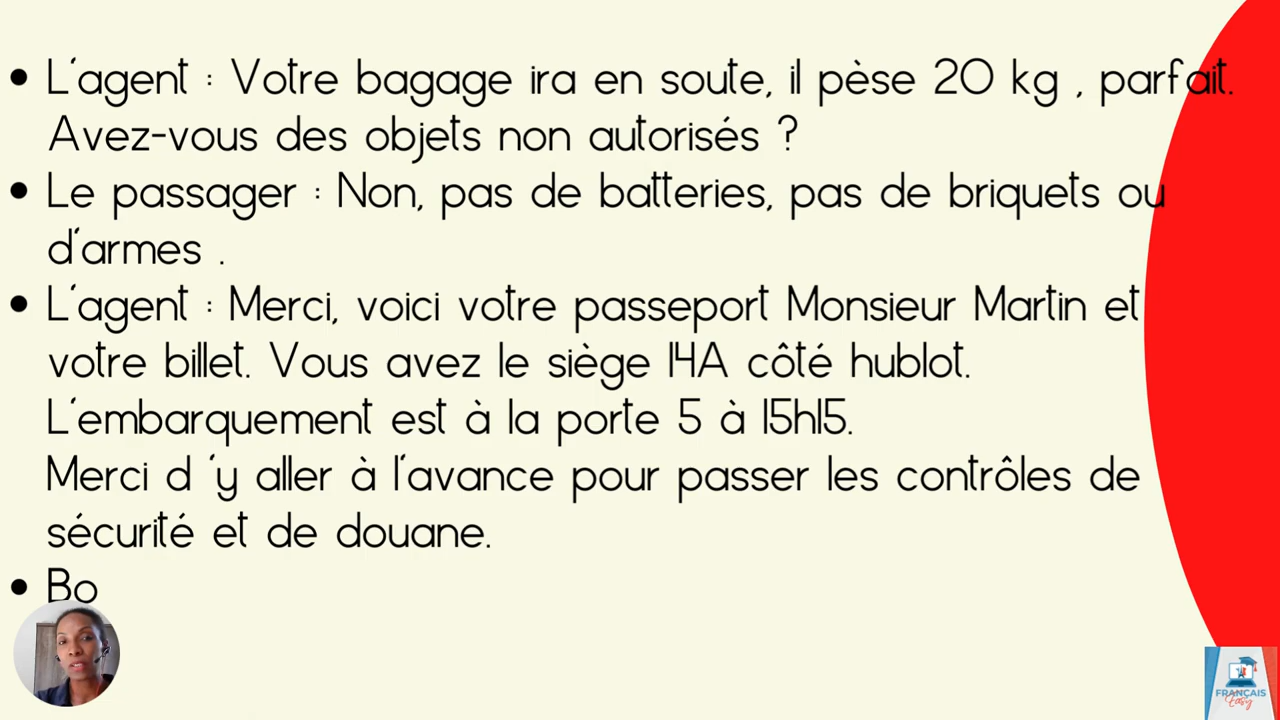 • L'agent : Votre bagage ira en soute, il pèse 20 kg , parfait.
Avez-vous des objets non autorisés ?
• Le passager : Non, pas de batteries, pas de briquets ou
d'armes .
• L'agent : Merci, voici votre passeport Monsieur Martin et
votre billet. Vous avez le siège 14A côté hublot.
L'embarquement est à la porte 5 à 15h15.
Merci d 'y aller à l'avance pour passer les contrôles de
sécurité et de douane.
• Bo
FRANÇAIS
Easy